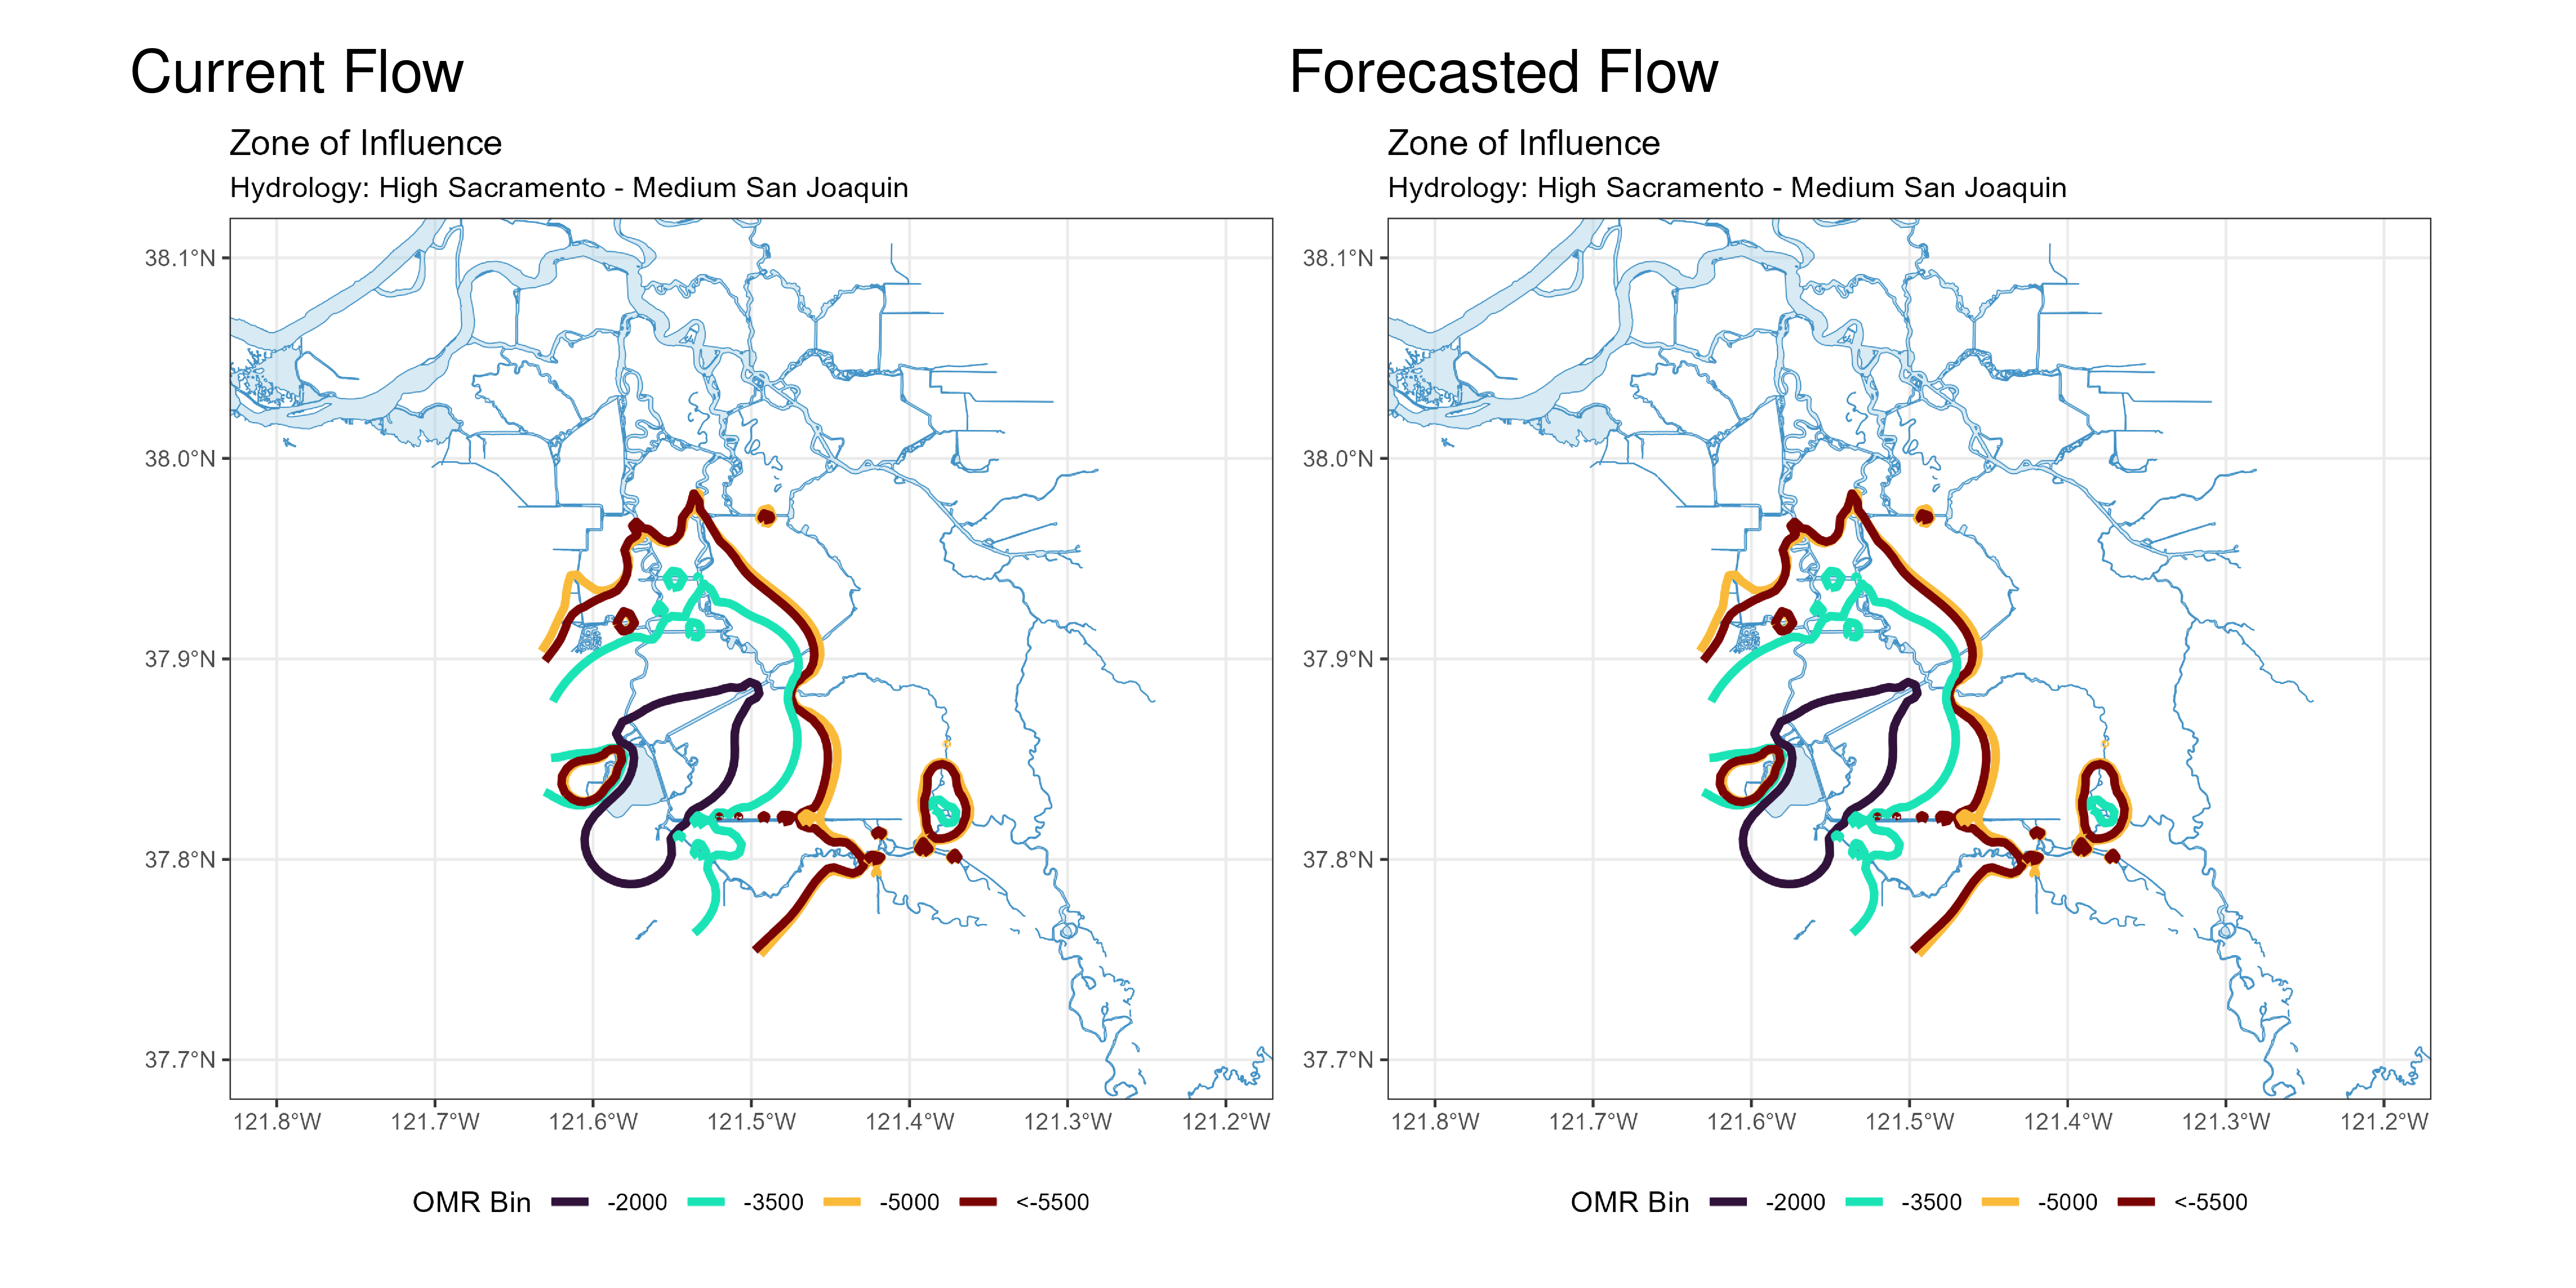 Current Flow
Zone of Influence
Hydrology: High Sacramento - Medium San Joaquin
38.1°N
38.0°N
37.9°N
37.8°N
37.7°N
121.8°W 121.7°W 121.6°W 121.5°W 121.4°W 121.3°W 121.2°W
OMR Bin -2000 -3500 -5000 <-5500
Forecasted Flow
Zone of Influence
Hydrology: High Sacramento - Medium San Joaquin
38.1°N
38.0°N
37.9°N
37.8°N
37.7°N
121.8°W 121.7°W 121.6°W 121.5°W 121.4°W 121.3°W 121.2°W
OMR Bin -2000 -3500 -5000 <-5500